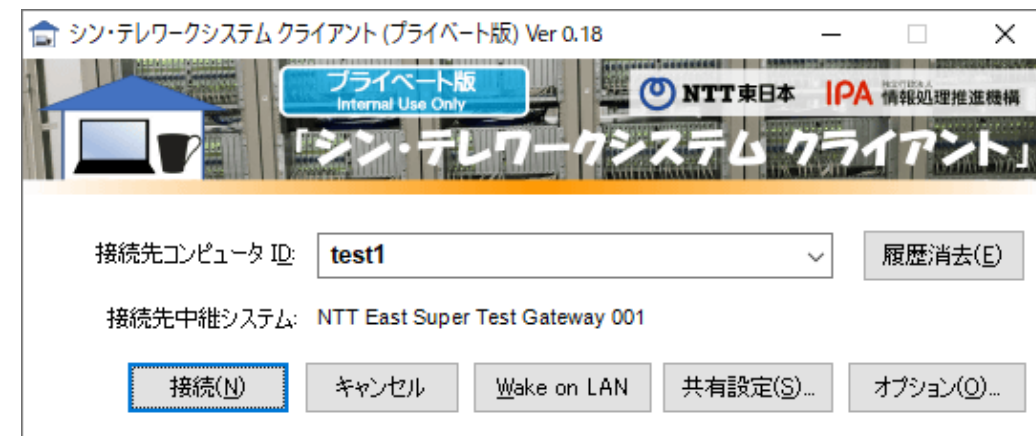 シン・テレワークシステム クライアント (プライベート版) Ver 0.18
プライベート版
Internal Use Only
NTT東日本
IPA 独立行政法人 情報処理推進機構
「シン・テレワークシステム クライアント」
接続先コンピュータ ID: test1 履歴消去(E)
接続先中継システム: NTT East Super Test Gateway 001
接続(N) キャンセル Wake on LAN 共有設定(S)... オプション(O)...